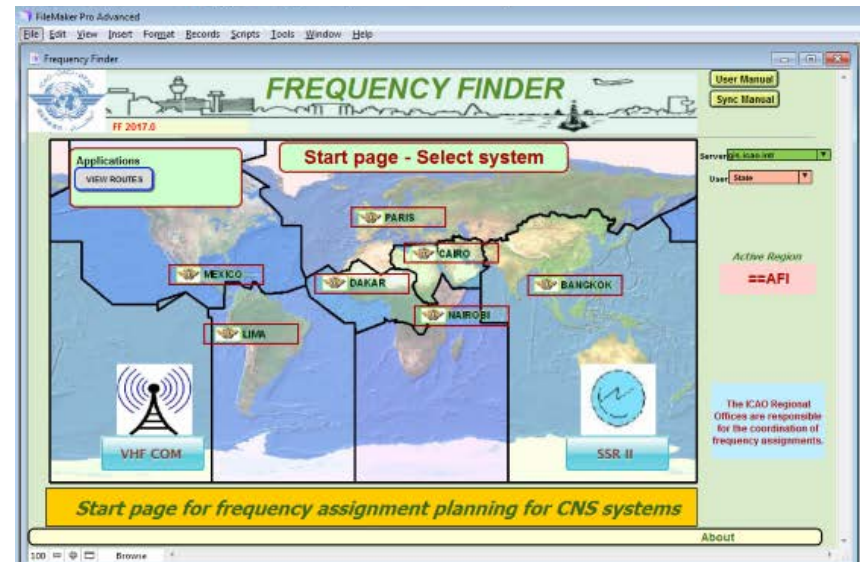 FileMaker Pro Advanced
File Edit View Insert Format Records Scripts Tools Window Help
Frequency Finder
FREQUENCY FINDER
User Manual
Sync Manual
FF 2017.0
Applications
VIEW ROUTES
Start page - Select system
Server gis.icao.intl
User State
PARIS
CAIRO
MEXICO
DAKAR
BANGKOK
NAIROBI
LIMA
Active Region
==AFI
The ICAO Regional
Offices are responsible
for the coordination of
frequency assignments.
VHF COM
SSR II
Start page for frequency assignment planning for CNS systems
About
100
Browse